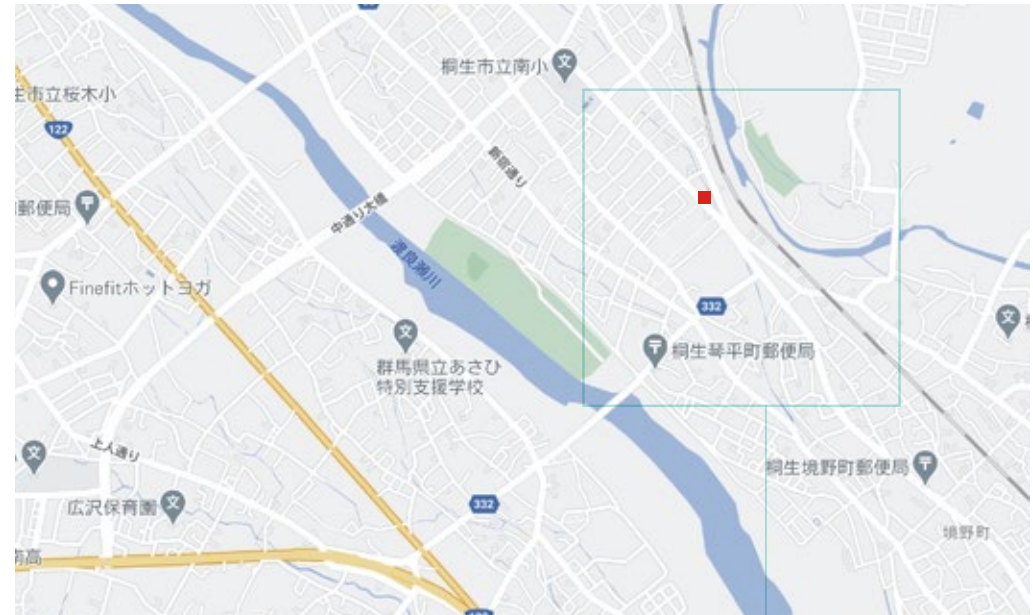 桐生市立南小
生市立桜木小
122
新宿通り
郵便局
中通り大橋
渡良瀬川
Finefitホットヨガ
332
群馬県立あさひ
特別支援学校
桐生琴平町郵便局
上人通り
桐生境野町郵便局
広沢保育園
332
境野町
南高